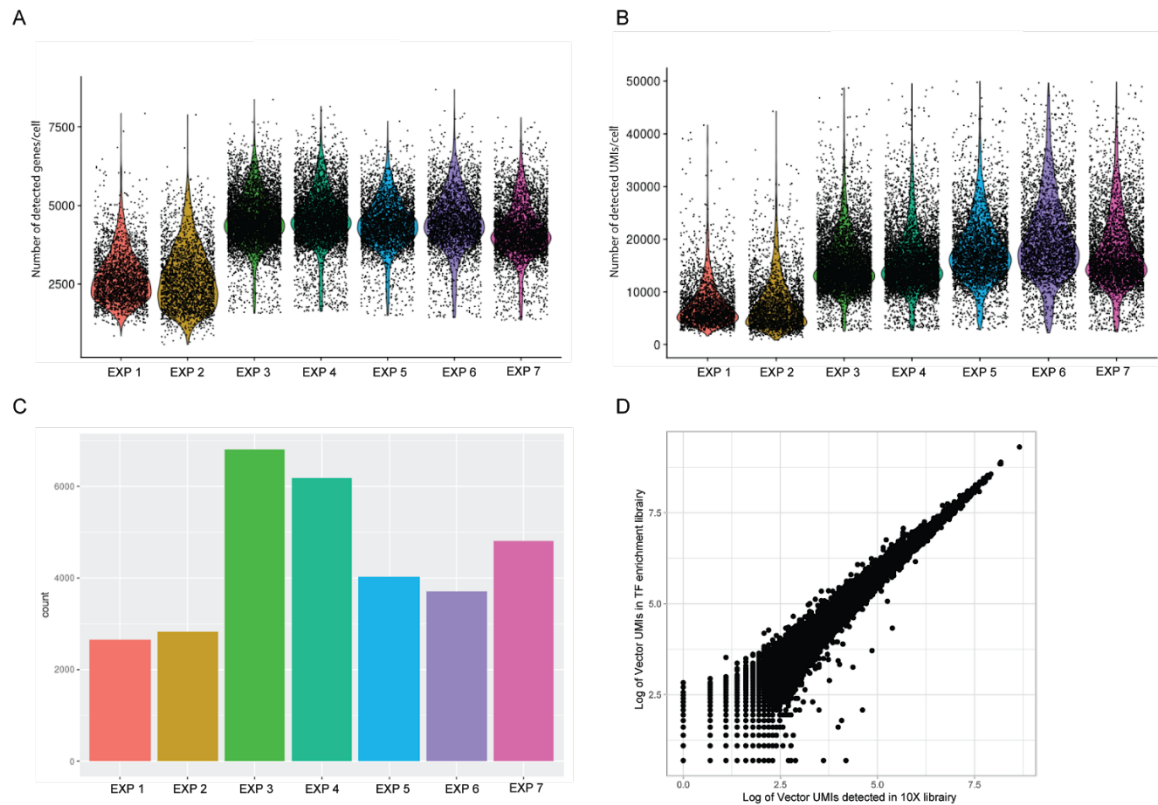 A
Number of detected genes/cell
7500
5000
2500
EXP 1 EXP 2 EXP 3 EXP 4 EXP 5 EXP 6 EXP 7
B
Number of detected UMIs/cell
50000
40000
30000
20000
10000
0
EXP 1 EXP 2 EXP 3 EXP 4 EXP 5 EXP 6 EXP 7
C
count
6000
4000
2000
0
EXP 1 EXP 2 EXP 3 EXP 4 EXP 5 EXP 6 EXP 7
D
Log of Vector UMIs in TF enrichment librairy
7.5
5.0
2.5
0.0 2.5 5.0 7.5
Log of Vector UMIs detected in 10X librairy